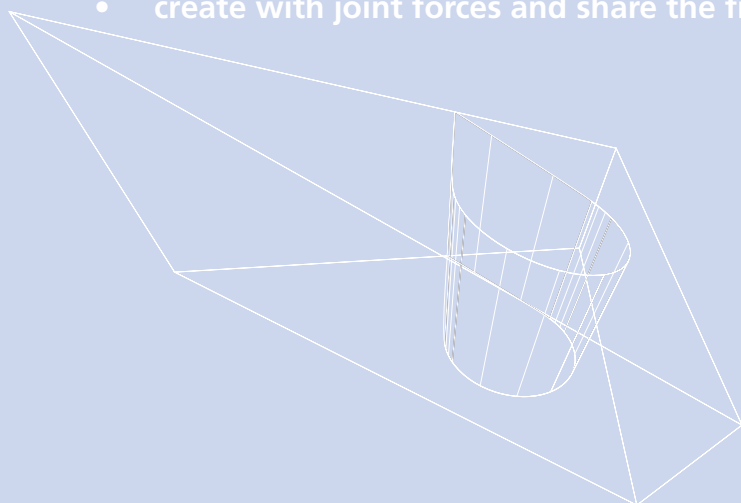 • create with joint forces and share the